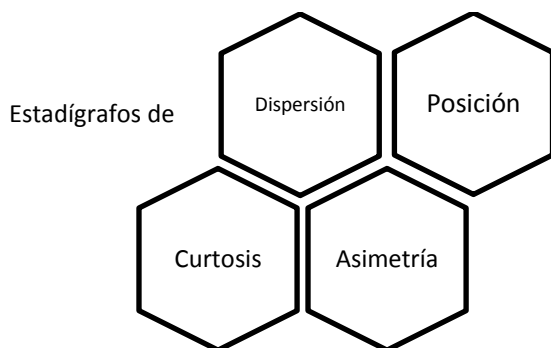 Estadígrafos de
Dispersión
Posición
Curtosis
Asimetría